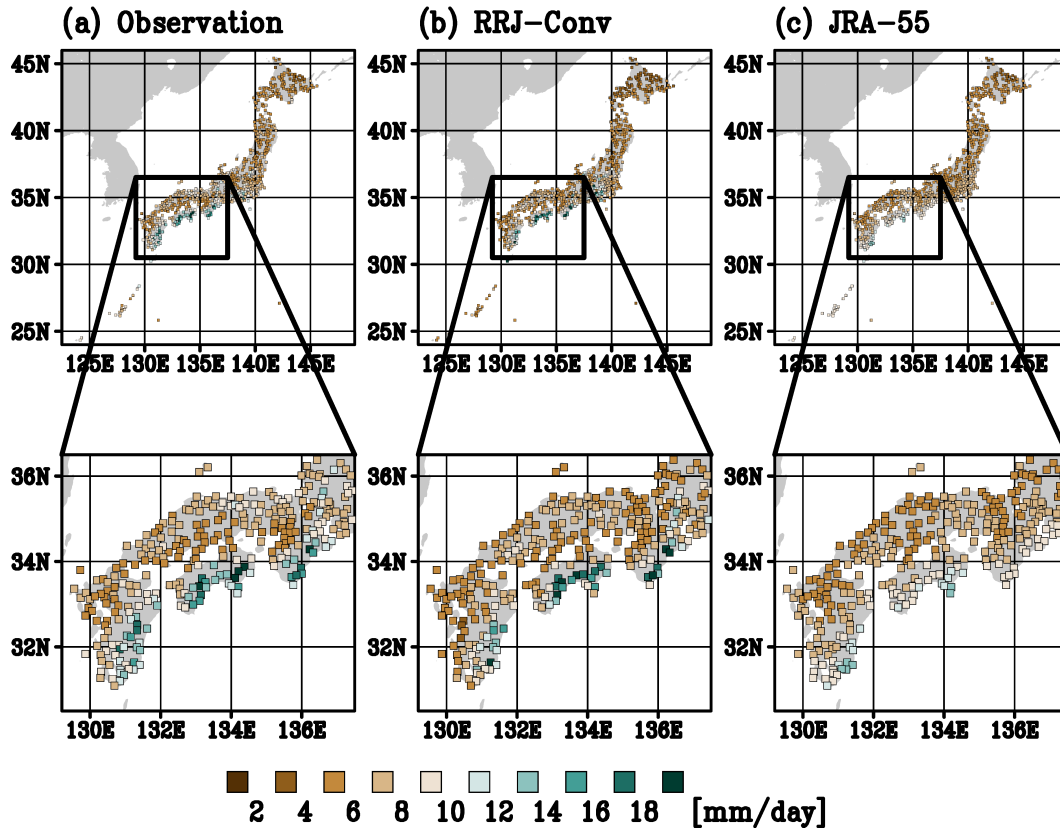 (a) Observation (b) RRJ-Conv (c) JRA-55
45N 45N 45N
40N 40N 40N
35N 35N 35N
30N 30N 30N
25N 25N 25N
125E 130E 135E 140E 145E 125E 130E 135E 140E 145E 125E 130E 135E 140E 145E
36N 36N 36N
34N 34N 34N
32N 32N 32N
130E 132E 134E 136E 130E 132E 134E 136E 130E 132E 134E 136E
2 4 6 8 10 12 14 16 18 [mm/day]